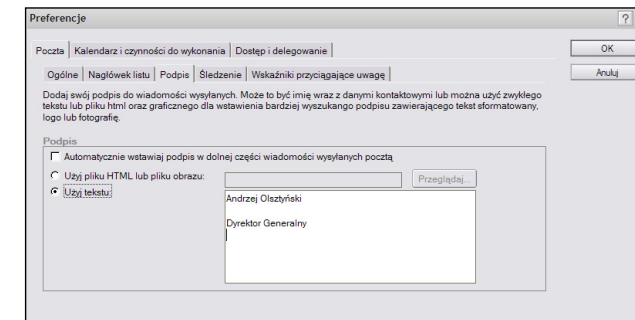 Preferencje ?
Poczta Kalendarz i czynności do wykonania Dostęp i delegowanie OK
Ogólne Nagłówek listu Podpis Śledzenie Wskaźniki przyciągające uwagę Anuluj
Dodaj swój podpis do wiadomości wysyłanych. Może to być imię wraz z danymi kontaktowymi lub można użyć zwykłego
tekstu lub pliku html oraz graficznego dla wstawienia bardziej wyszukango podpisu zawierającego tekst sformatowany,
logo lub fotografię.
Podpis
Automatycznie wstawiaj podpis w dolnej części wiadomości wysyłanych pocztą
Użyj pliku HTML lub pliku obrazu: Przeglądaj...
Użyj tekstu:
Andrzej Olsztyński
Dyrektor Generalny